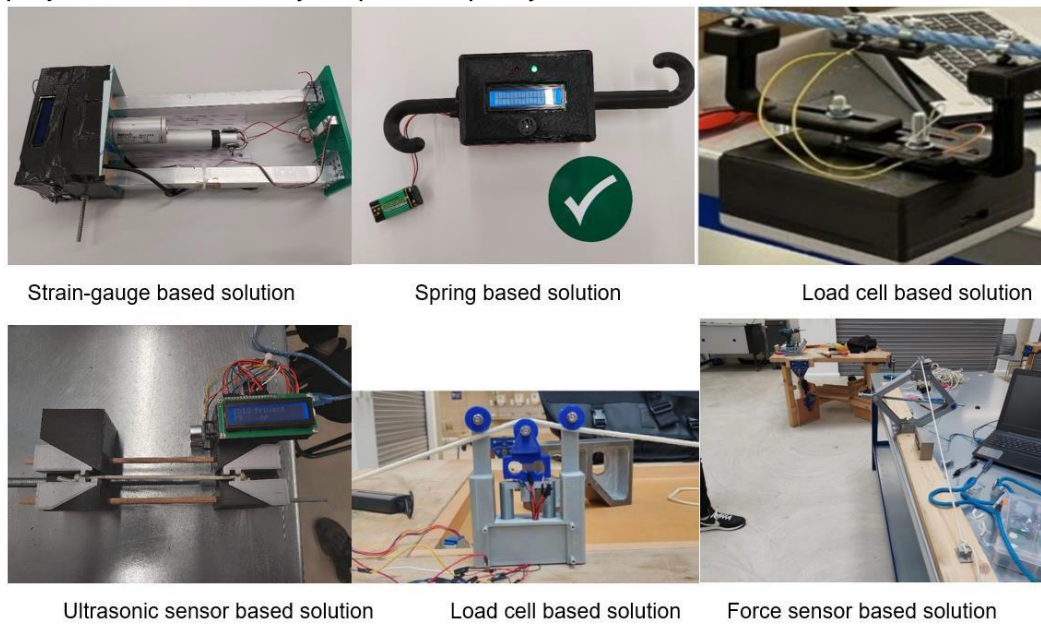 Strain-gauge based solution
Spring based solution
Load cell based solution
Ultrasonic sensor based solution
Load cell based solution
Force sensor based solution